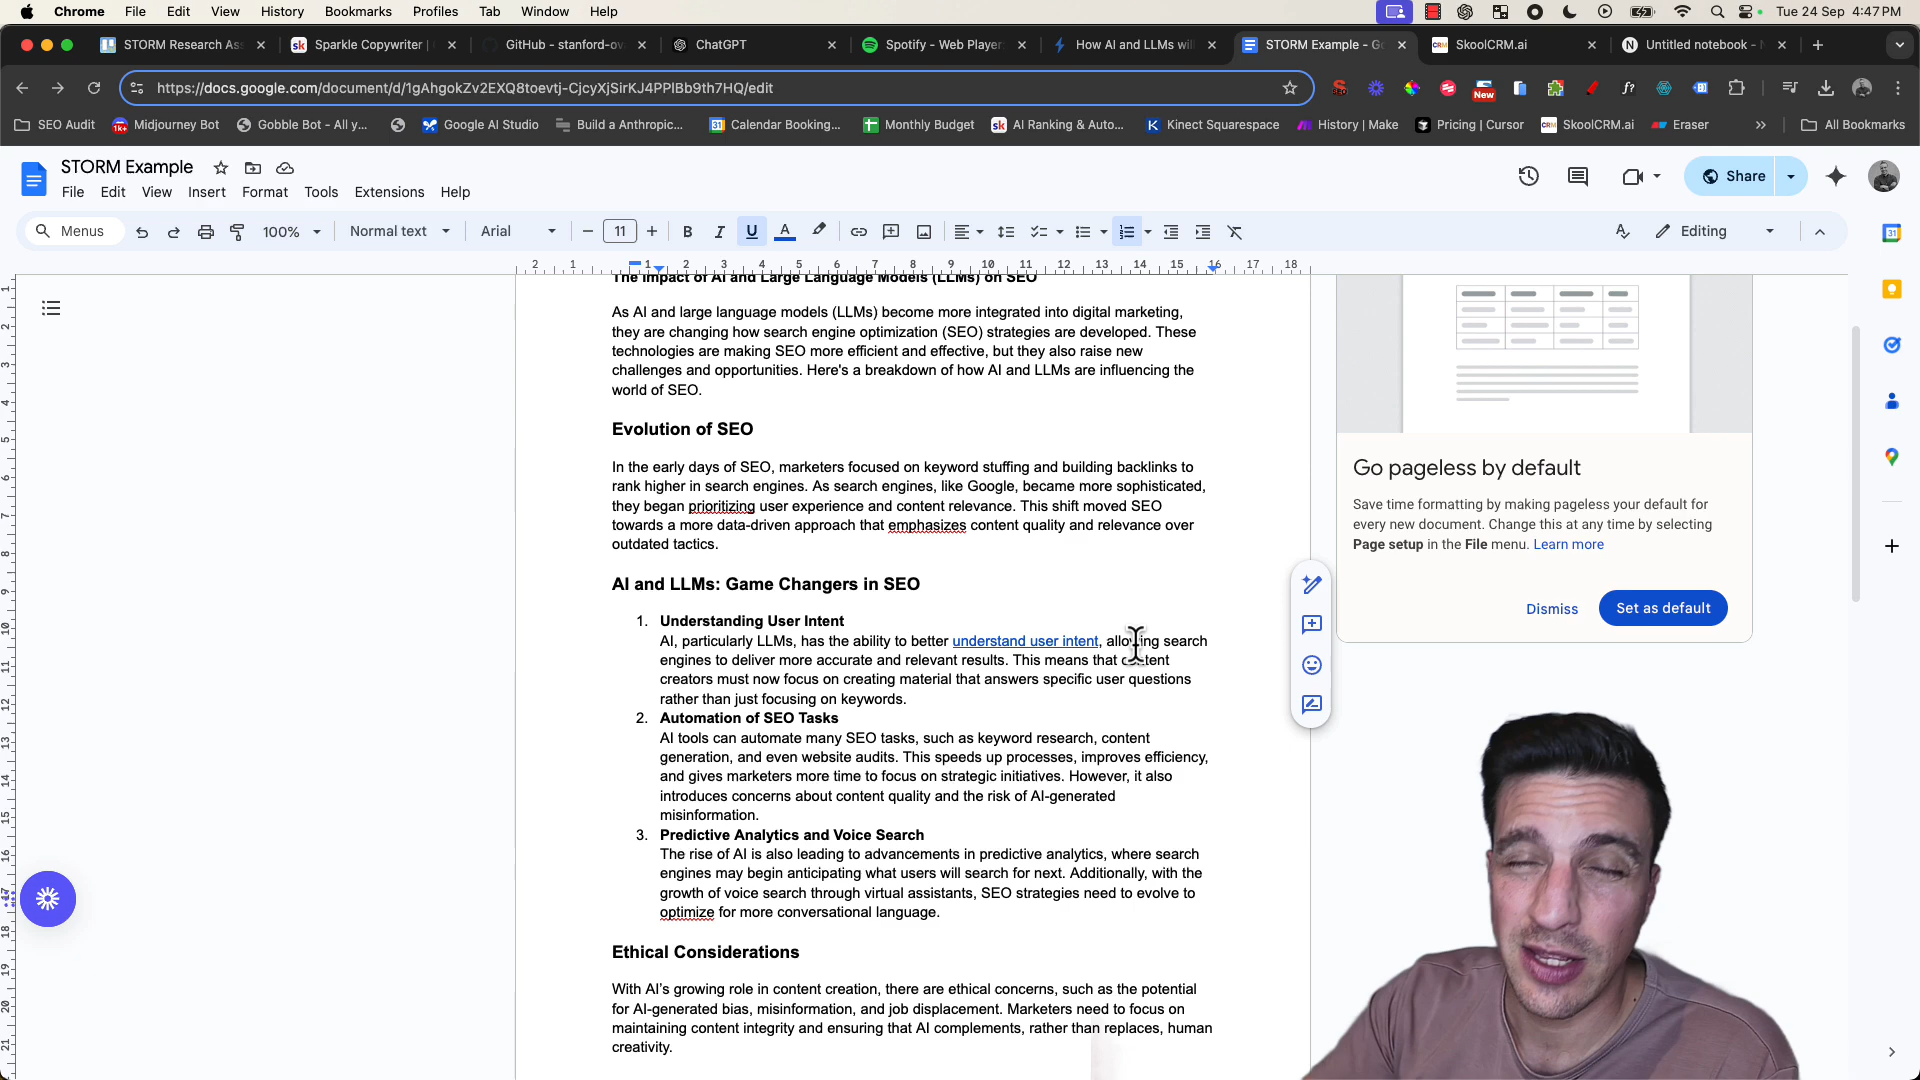 Chrome File Edit View History Bookmarks Profiles Tab Window Help Tue 24 Sep 4:47 PM
STORM Research Ass Sparkle Copywriter | GitHub - stanford-ov ChatGPT Spotify - Web Player How AI and LLMs will STORM Example - Go SkoolCRM.ai Untitled notebook -
https://docs.google.com/document/d/1gAhgokZv2EXQ8toevtj-CjcyXjSirKJ4PPlBb9th7HQ/edit New
SEO Audit Midjourney Bot Gobble Bot - All y... Google AI Studio Build a Anthropic... Calendar Booking... Monthly Budget AI Ranking & Auto... Kinect Squarespace History | Make Pricing | Cursor SkoolCRM.ai Eraser All Bookmarks
STORM Example
File Edit View Insert Format Tools Extensions Help
Share
Menus 100% Normal text Arial 11 Editing
2 1 1 2 3 4 5 6 7 8 9 10 11 12 13 14 15 16 17 18
The Impact of AI and Large Language Models (LLMs) on SEO
As AI and large language models (LLMs) become more integrated into digital marketing,
they are changing how search engine optimization (SEO) strategies are developed. These
technologies are making SEO more efficient and effective, but they also raise new
challenges and opportunities. Here's a breakdown of how AI and LLMs are influencing the
world of SEO.
Evolution of SEO
In the early days of SEO, marketers focused on keyword stuffing and building backlinks to
rank higher in search engines. As search engines, like Google, became more sophisticated,
they began prioritizing user experience and content relevance. This shift moved SEO
towards a more data-driven approach that emphasizes content quality and relevance over
outdated tactics.
AI and LLMs: Game Changers in SEO
1. Understanding User Intent
AI, particularly LLMs, has the ability to better understand user intent, allowing search
engines to deliver more accurate and relevant results. This means that content
creators must now focus on creating material that answers specific user questions
rather than just focusing on keywords.
2. Automation of SEO Tasks
AI tools can automate many SEO tasks, such as keyword research, content
generation, and even website audits. This speeds up processes, improves efficiency,
and gives marketers more time to focus on strategic initiatives. However, it also
introduces concerns about content quality and the risk of AI-generated
misinformation.
3. Predictive Analytics and Voice Search
The rise of AI is also leading to advancements in predictive analytics, where search
engines may begin anticipating what users will search for next. Additionally, with the
growth of voice search through virtual assistants, SEO strategies need to evolve to
optimize for more conversational language.
Ethical Considerations
With AI's growing role in content creation, there are ethical concerns, such as the potential
for AI-generated bias, misinformation, and job displacement. Marketers need to focus on
maintaining content integrity and ensuring that AI complements, rather than replaces, human
creativity.
Go pageless by default
Save time formatting by making pageless your default for
every new document. Change this at any time by selecting
Page setup in the File menu. Learn more
Dismiss Set as default